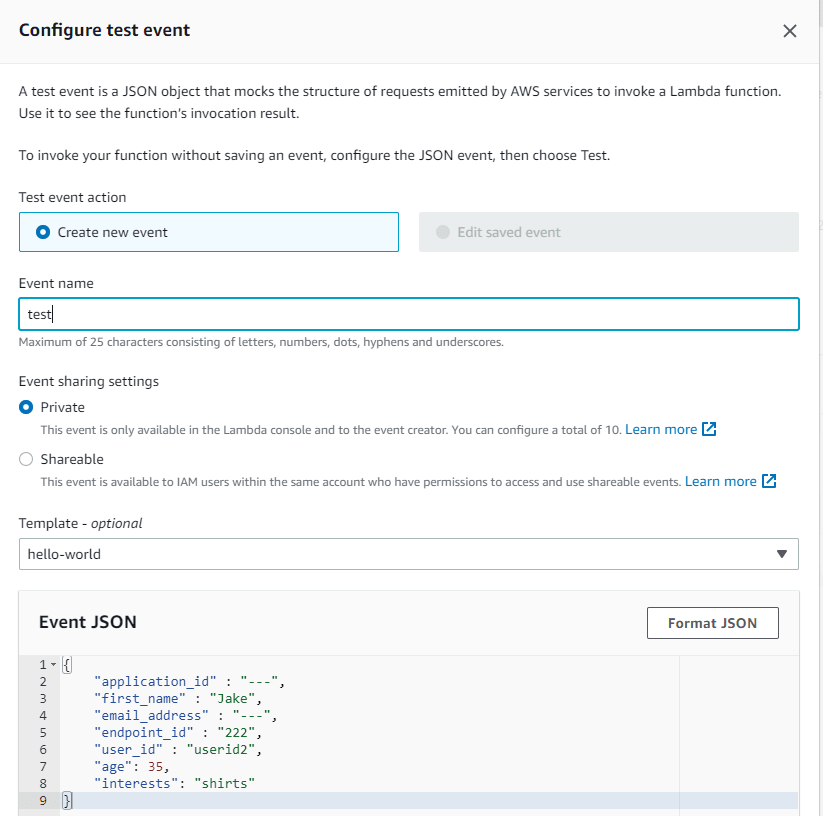 Configure test event
A test event is a JSON object that mocks the structure of requests emitted by AWS services to invoke a Lambda function.
Use it to see the function's invocation result.
To invoke your function without saving an event, configure the JSON event, then choose Test.
Test event action
Create new event
Edit saved event
Event name
test
Maximum of 25 characters consisting of letters, numbers, dots, hyphens and underscores.
Event sharing settings
Private
This event is only available in the Lambda console and to the event creator. You can configure a total of 10. Learn more
Shareable
This event is available to IAM users within the same account who have permissions to access and use shareable events. Learn more
Template - optional
hello-world
Event JSON
Format JSON
1 {
2 "application_id" : "---",
3 "first_name" : "Jake",
4 "email_address" : "---",
5 "endpoint_id" : "222",
6 "user_id" : "userid2",
7 "age": 35,
8 "interests": "shirts"
9 }